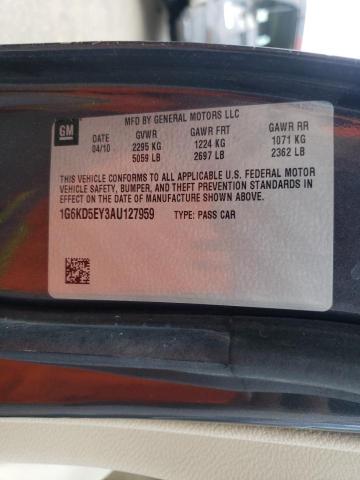 GM
MFD BY GENERAL MOTORS LLC
DATE GVWR GAWR FRT GAWR RR
04/10 2295 KG 1224 KG 1071 KG
5059 LB 2697 LB 2362 LB
THIS VEHICLE CONFORMS TO ALL APPLICABLE U.S. FEDERAL MOTOR
VEHICLE SAFETY, BUMPER, AND THEFT PREVENTION STANDARDS
IN EFFECT ON THE DATE OF MANUFACTURE SHOWN ABOVE.
1G6KD5EY3AU127959 TYPE: PASS CAR